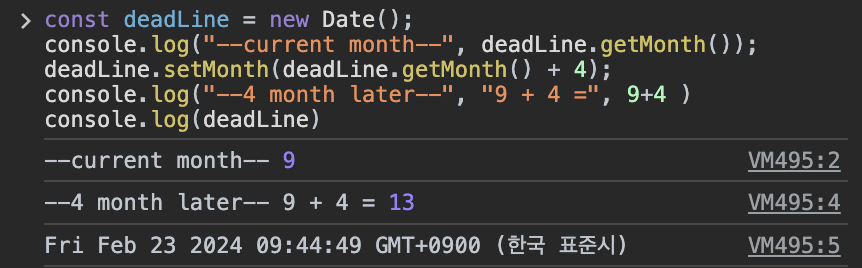 > const deadLine = new Date();
console.log("--current month--", deadLine.getMonth());
deadLine.setMonth(deadLine.getMonth() + 4);
console.log("--4 month later--", "9 + 4 =", 9+4 )
console.log(deadLine)
--current month-- 9 VM495:2
--4 month later-- 9 + 4 = 13 VM495:4
Fri Feb 23 2024 09:44:49 GMT+0900 (한국 표준시) VM495:5